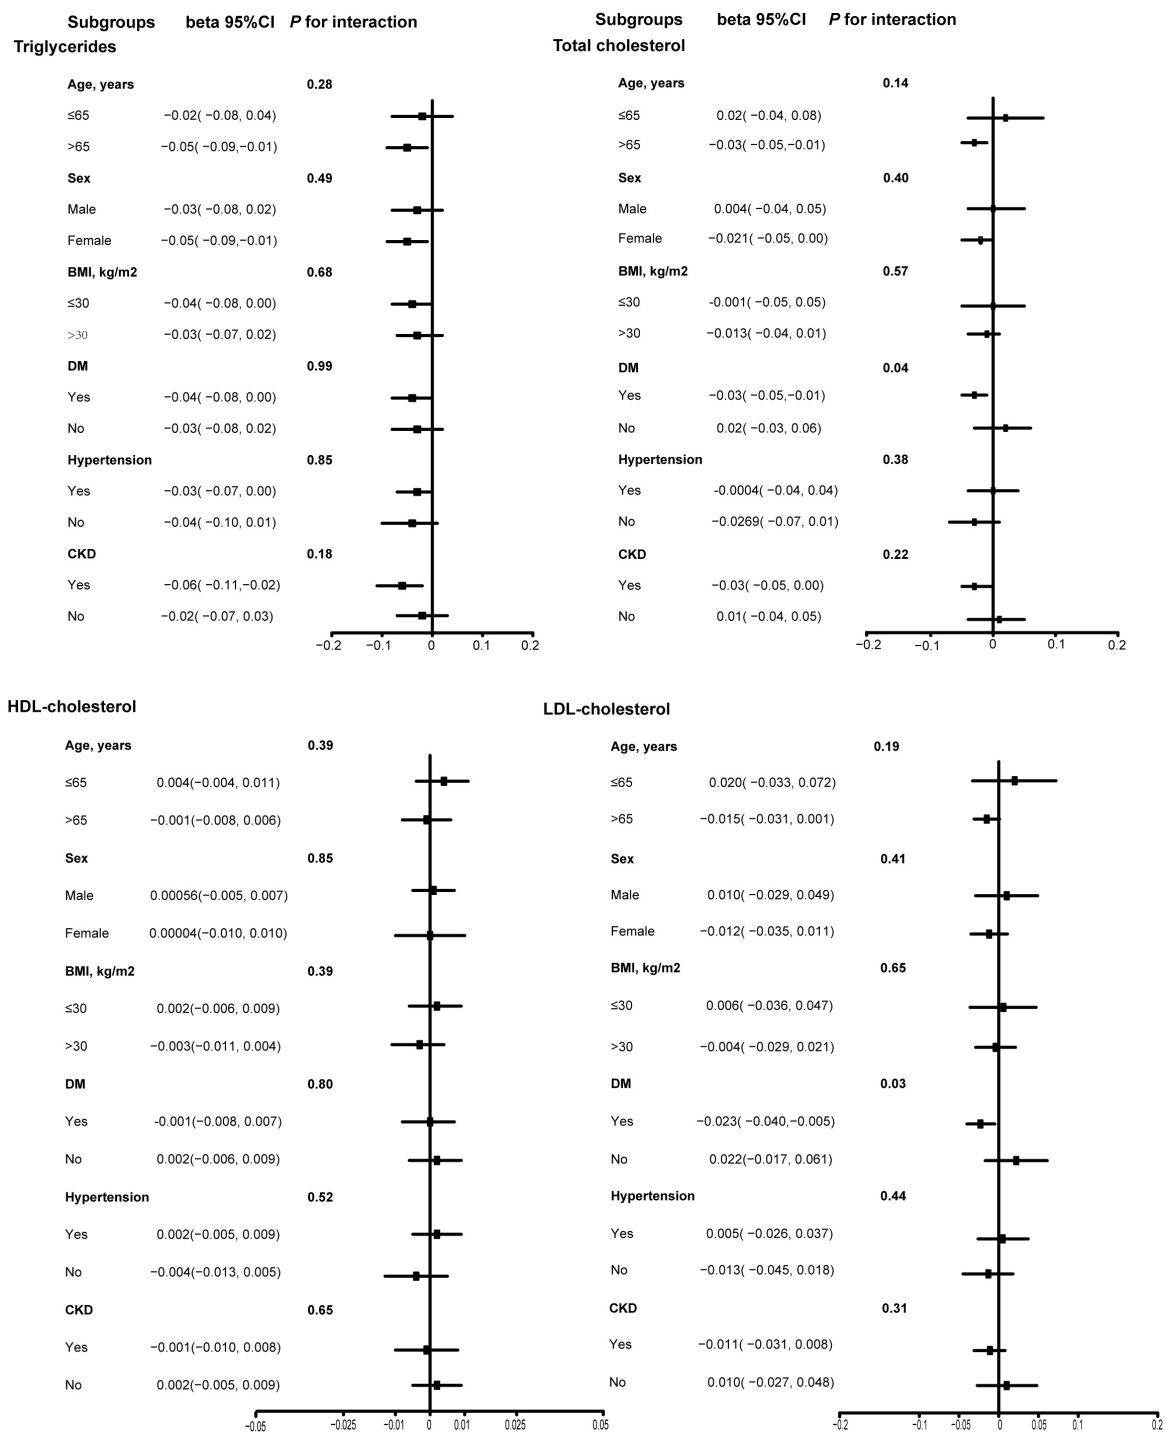 Subgroups beta 95%CI P for interaction
Triglycerides
Age, years 0.28
≤65 −0.02( −0.08, 0.04)
>65 −0.05( −0.09,−0.01)
Sex 0.49
Male −0.03( −0.08, 0.02)
Female −0.05( −0.09,−0.01)
BMI, kg/m2 0.68
≤30 −0.04( −0.08, 0.00)
>30 −0.03( −0.07, 0.02)
DM 0.99
Yes −0.04( −0.08, 0.00)
No −0.03( −0.08, 0.02)
Hypertension 0.85
Yes −0.03( −0.07, 0.00)
No −0.04( −0.10, 0.01)
CKD 0.18
Yes −0.06( −0.11,−0.02)
No −0.02( −0.07, 0.03)
−0.2 −0.1 0 0.1 0.2
Subgroups beta 95%CI P for interaction
Total cholesterol
Age, years 0.14
≤65 0.02( −0.04, 0.08)
>65 −0.03( −0.05,−0.01)
Sex 0.40
Male 0.004( −0.04, 0.05)
Female −0.021( −0.05, 0.00)
BMI, kg/m2 0.57
≤30 -0.001( −0.05, 0.05)
>30 −0.013( −0.04, 0.01)
DM 0.04
Yes −0.03( −0.05,−0.01)
No 0.02( −0.03, 0.06)
Hypertension 0.38
Yes -0.0004( −0.04, 0.04)
No −0.0269( −0.07, 0.01)
CKD 0.22
Yes −0.03( −0.05, 0.00)
No 0.01( −0.04, 0.05)
−0.2 −0.1 0 0.1 0.2
HDL-cholesterol
Age, years 0.39
≤65 0.004(−0.004, 0.011)
>65 −0.001(−0.008, 0.006)
Sex 0.85
Male 0.00056(−0.005, 0.007)
Female 0.00004(−0.010, 0.010)
BMI, kg/m2 0.39
≤30 0.002(−0.006, 0.009)
>30 −0.003(−0.011, 0.004)
DM 0.80
Yes -0.001(−0.008, 0.007)
No 0.002(−0.006, 0.009)
Hypertension 0.52
Yes 0.002(−0.005, 0.009)
No −0.004(−0.013, 0.005)
CKD 0.65
Yes −0.001(−0.010, 0.008)
No 0.002(−0.005, 0.009)
−0.05 −0.025 −0.01 0 0.01 0.025 0.05
LDL-cholesterol
Age, years 0.19
≤65 0.020( −0.033, 0.072)
>65 −0.015( −0.031, 0.001)
Sex 0.41
Male 0.010( −0.029, 0.049)
Female −0.012( −0.035, 0.011)
BMI, kg/m2 0.65
≤30 0.006( −0.036, 0.047)
>30 −0.004( −0.029, 0.021)
DM 0.03
Yes −0.023( −0.040,−0.005)
No 0.022(−0.017, 0.061)
Hypertension 0.44
Yes 0.005( −0.026, 0.037)
No −0.013( −0.045, 0.018)
CKD 0.31
Yes −0.011( −0.031, 0.008)
No 0.010( −0.027, 0.048)
−0.2 −0.1 −0.05 0 0.05 0.1 0.2